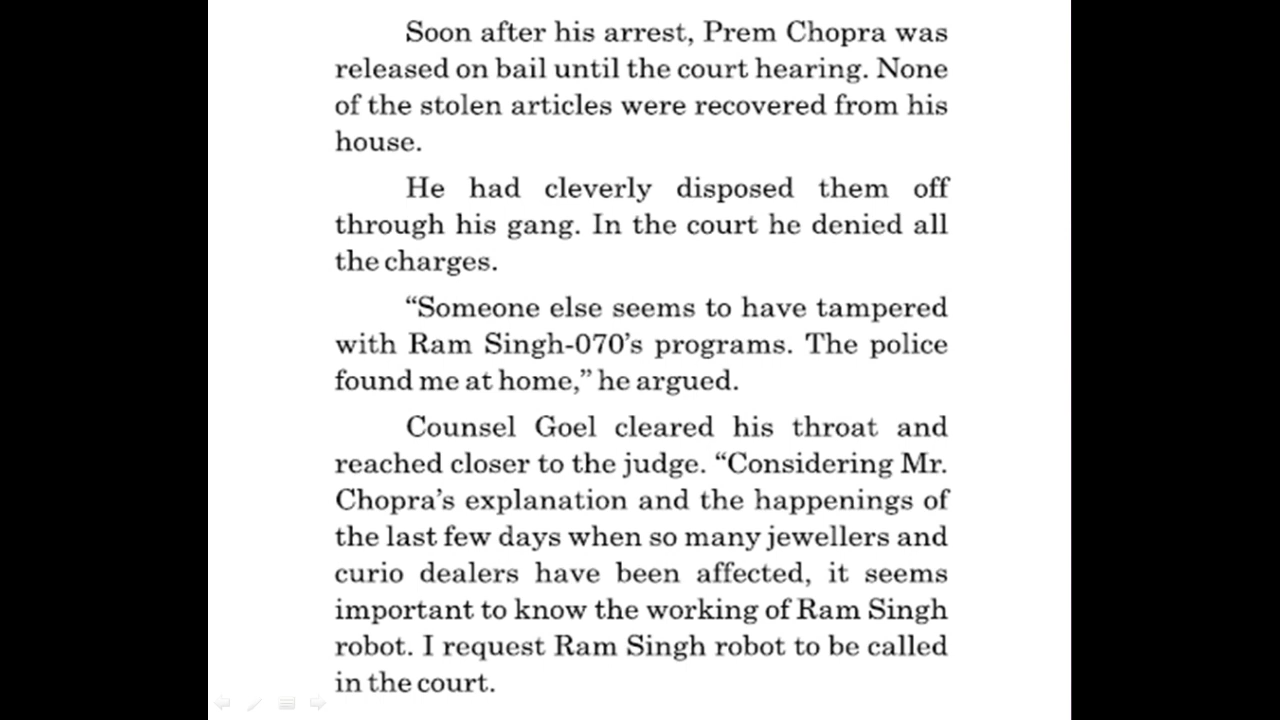 Soon after his arrest, Prem Chopra was
released on bail until the court hearing. None
of the stolen articles were recovered from his
house.
He had cleverly disposed them off
through his gang. In the court he denied all
the charges.
“Someone else seems to have tampered
with Ram Singh-070’s programs. The police
found me at home,” he argued.
Counsel Goel cleared his throat and
reached closer to the judge. “Considering Mr.
Chopra’s explanation and the happenings of
the last few days when so many jewellers and
curio dealers have been affected, it seems
important to know the working of Ram Singh
robot. I request Ram Singh robot to be called
in the court.